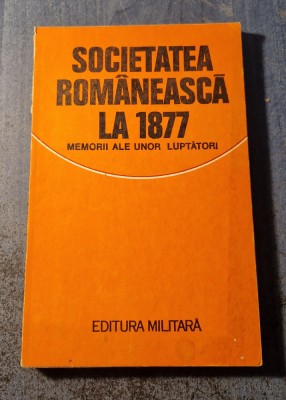 SOCIETATEA
ROMÂNEASCĂ
LA 1877
MEMORII ALE UNOR LUPTĂTORI
EDITURA MILITARĂ